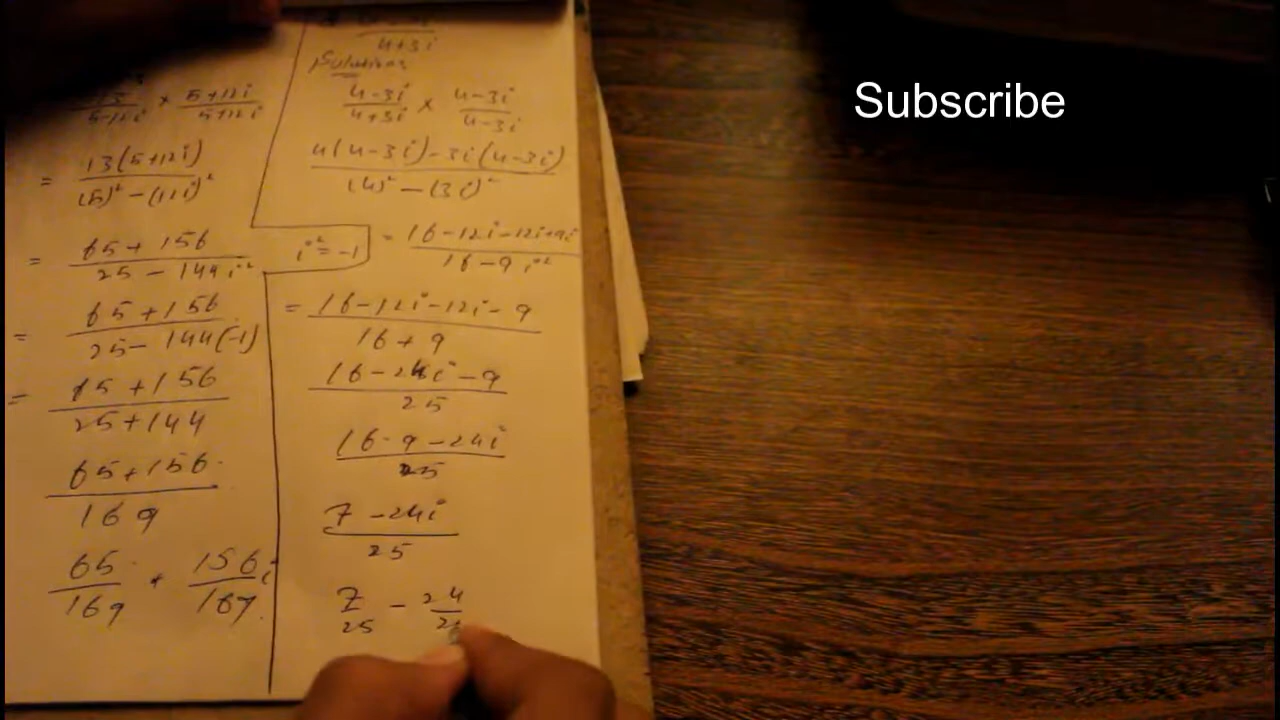 5+12i
5-12i × 5+12i
= 13(5+12i)
(5)² - (12i)²
= 65+156
25 - 144i²
= 65+156
25 - 144(-1)
= 65+156
25+144
65+156
169
65 + 156 i
169 169
4+3i
Solutions
4-3i × 4-3i
4+3i 4-3i
4(4-3i)-3i(4-3i)
(4)² - (3i)²
i² = -1
= 16-12i-12i+9i
16-9i²
= 16-12i-12i-9
16+9
16-24i-9
25
16-9-24i
25
7-24i
25
7 - 24
25
Subscribe